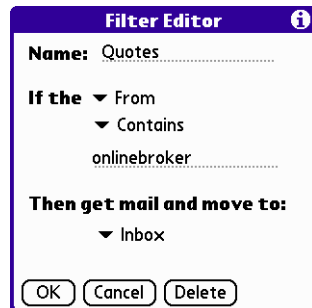 Filter Editor i
Name: Quotes
If the From
Contains
onlinebroker
Then get mail and move to:
Inbox
OK Cancel Delete